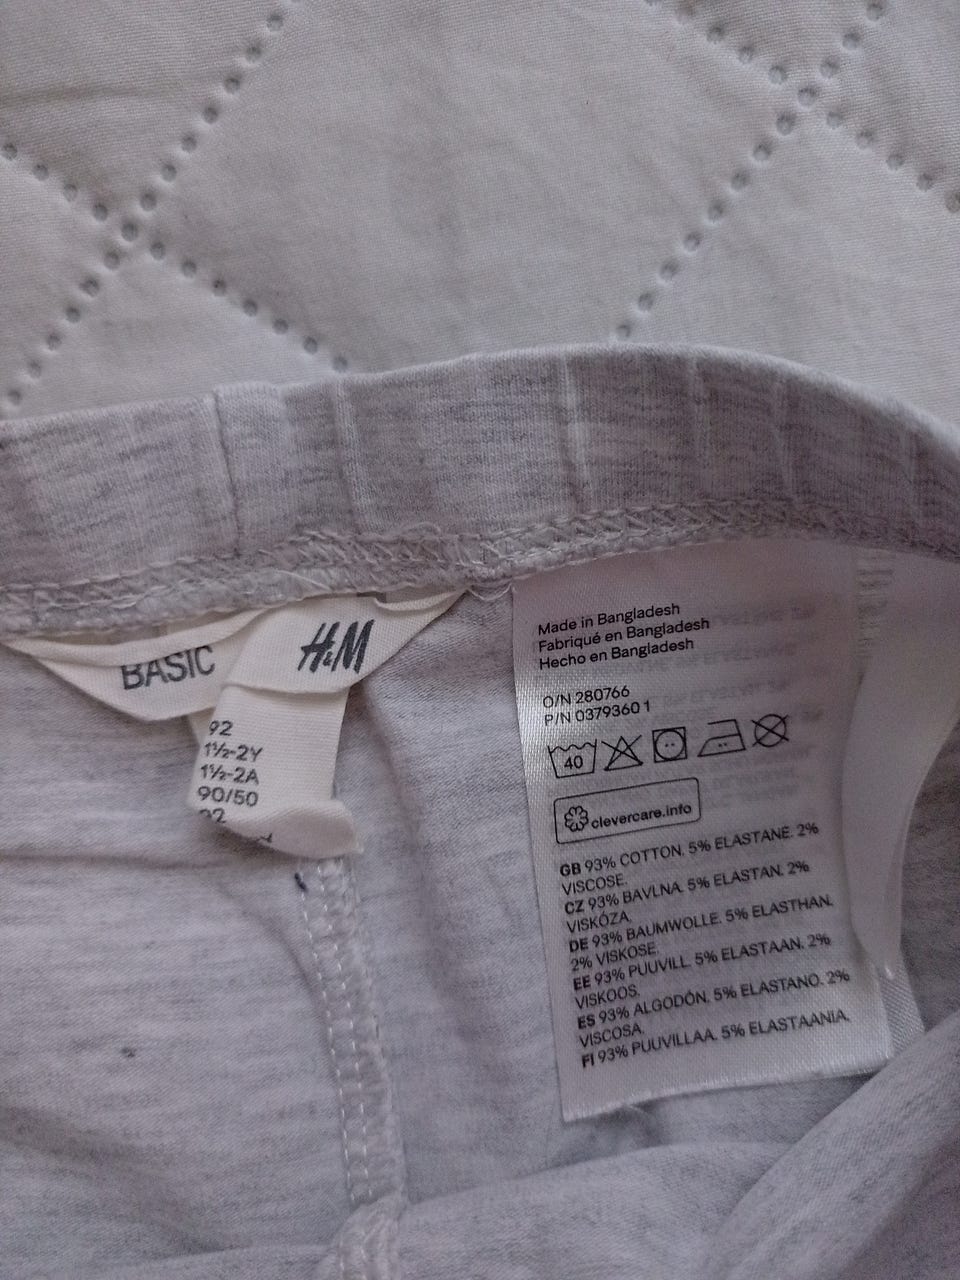 BASIC
H&M
92
1½-2Y
1½-2A
90/50
92
Made in Bangladesh
Fabriqué en Bangladesh
Hecho en Bangladesh
O/N 280766
P/N 03793601
40
clevercare.info
GB 93% COTTON. 5% ELASTANE. 2%
VISCOSE.
CZ 93% BAVLNA. 5% ELASTAN. 2%
VISKÓZA.
DE 93% BAUMWOLLE. 5% ELASTHAN.
2% VISKOSE.
EE 93% PUUVILL. 5% ELASTAAN. 2%
VISKOOS.
ES 93% ALGODÓN. 5% ELASTANO. 2%
VISCOSA.
FI 93% PUUVILLAA. 5% ELASTAANIA.